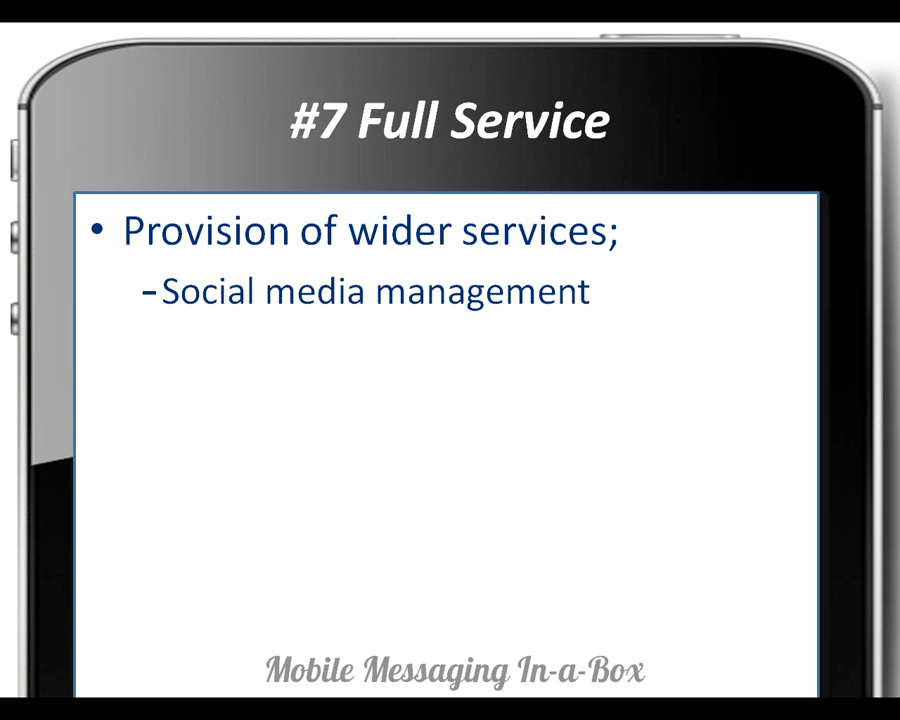 #7 Full Service
• Provision of wider services;
–Social media management
Mobile Messaging In-a-Box